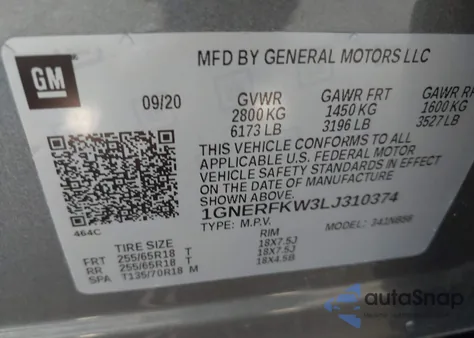 GM
MFD BY GENERAL MOTORS LLC
09/20 GVWR GAWR FRT GAWR RR
2800 KG 1450 KG 1600 KG
6173 LB 3196 LB 3527 LB
THIS VEHICLE CONFORMS TO ALL
APPLICABLE U.S. FEDERAL MOTOR
VEHICLE SAFETY STANDARDS IN EFFECT
ON THE DATE OF MANUFACTURE
SHOWN ABOVE.
1GNERFKW3LJ310374
TYPE: M.P.V. MODEL:
464C
TIRE SIZE RIM
FRT 255/65R18 T 18X7.5J
RR 255/65R18 T 18X7.5J
SPA T135/70R18 M 18X4.5B
autoSnap